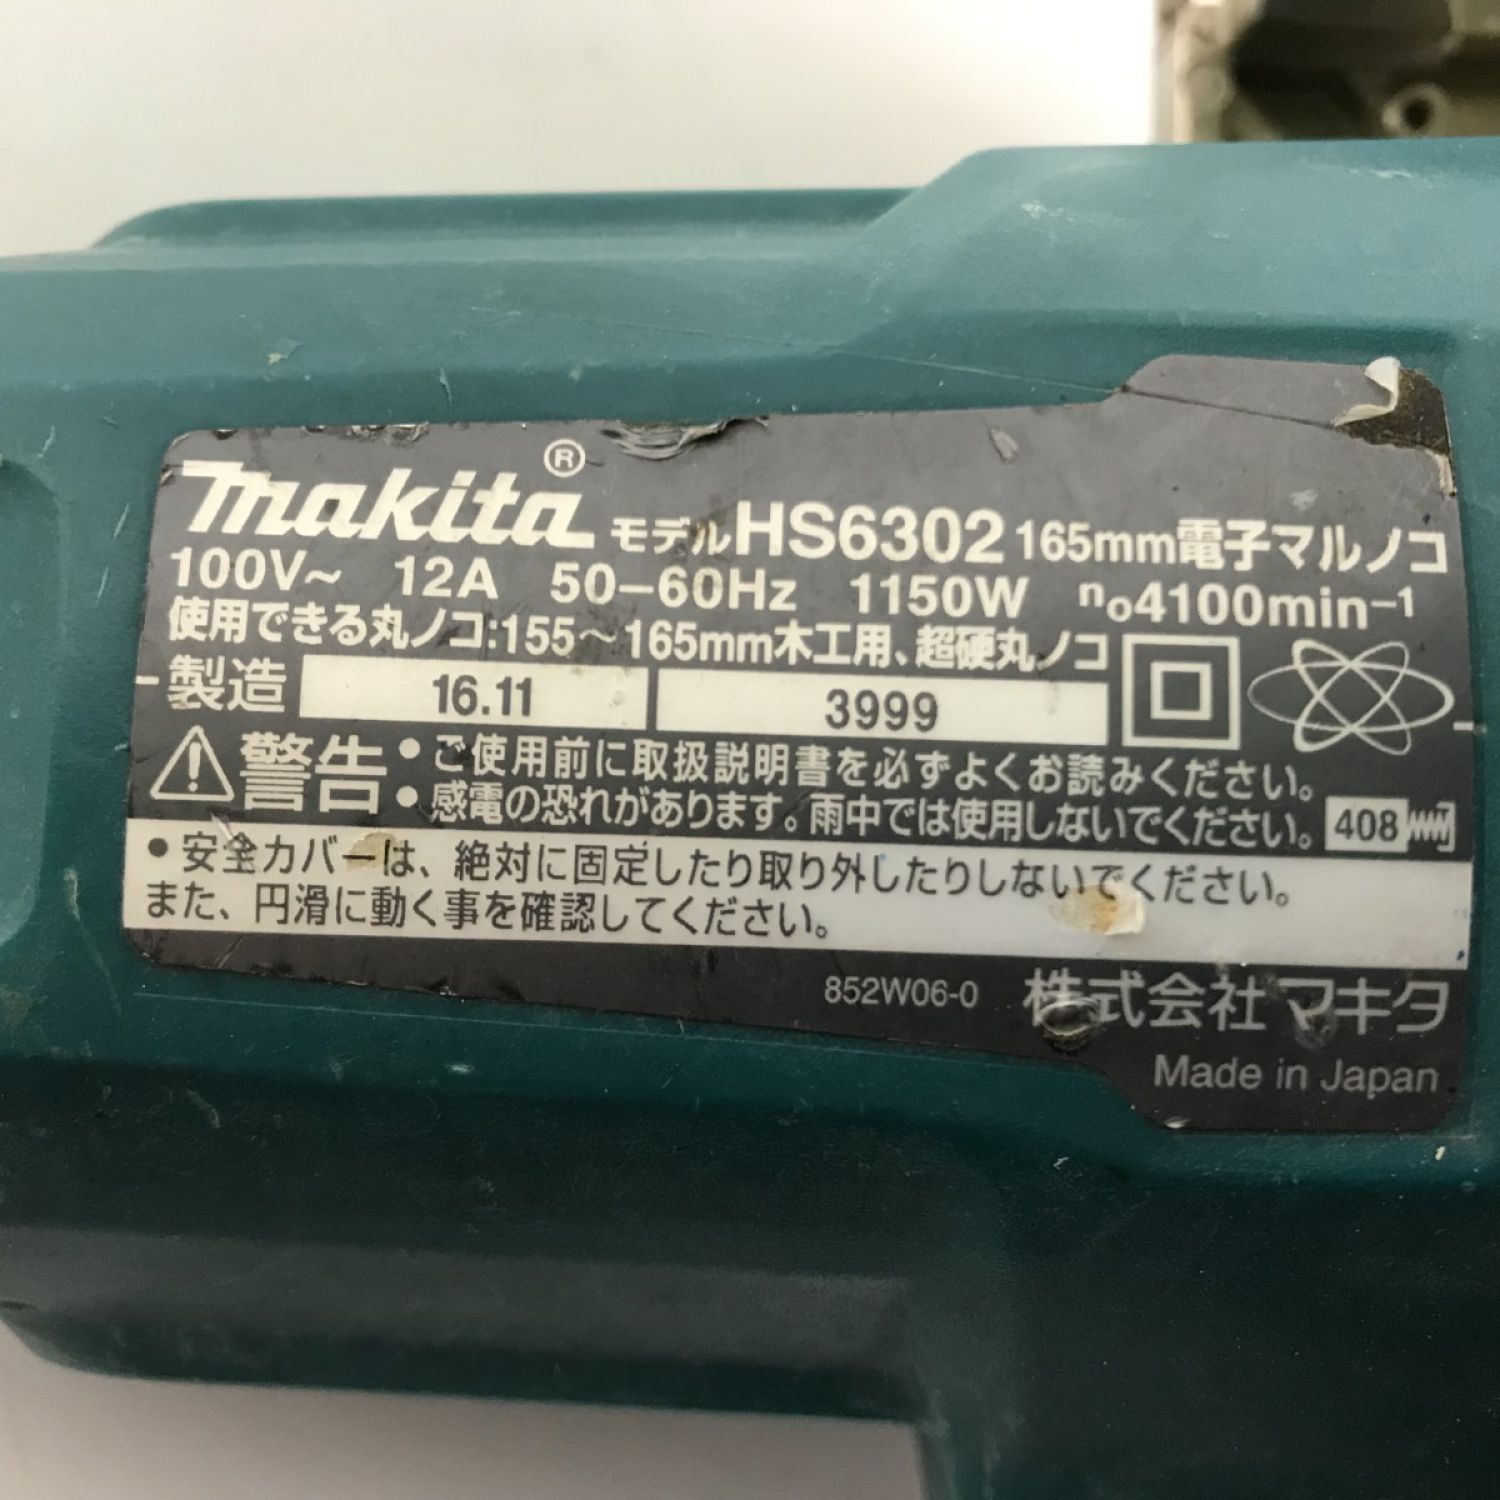 makita®
モデルHS6302 165mm電子マルノコ
100V~ 12A 50-60Hz 1150W n₀4100min⁻¹
使用できる丸ノコ:155~165mm木工用、超硬丸ノコ
製造 16.11 3999
警告 •ご使用前に取扱説明書を必ずよくお読みください。
•感電の恐れがあります。雨中では使用しないでください。 408
•安全カバーは、絶対に固定したり取り外したりしないでください。
また、円滑に動く事を確認してください。
852W06-0 株式会社マキタ
Made in Japan